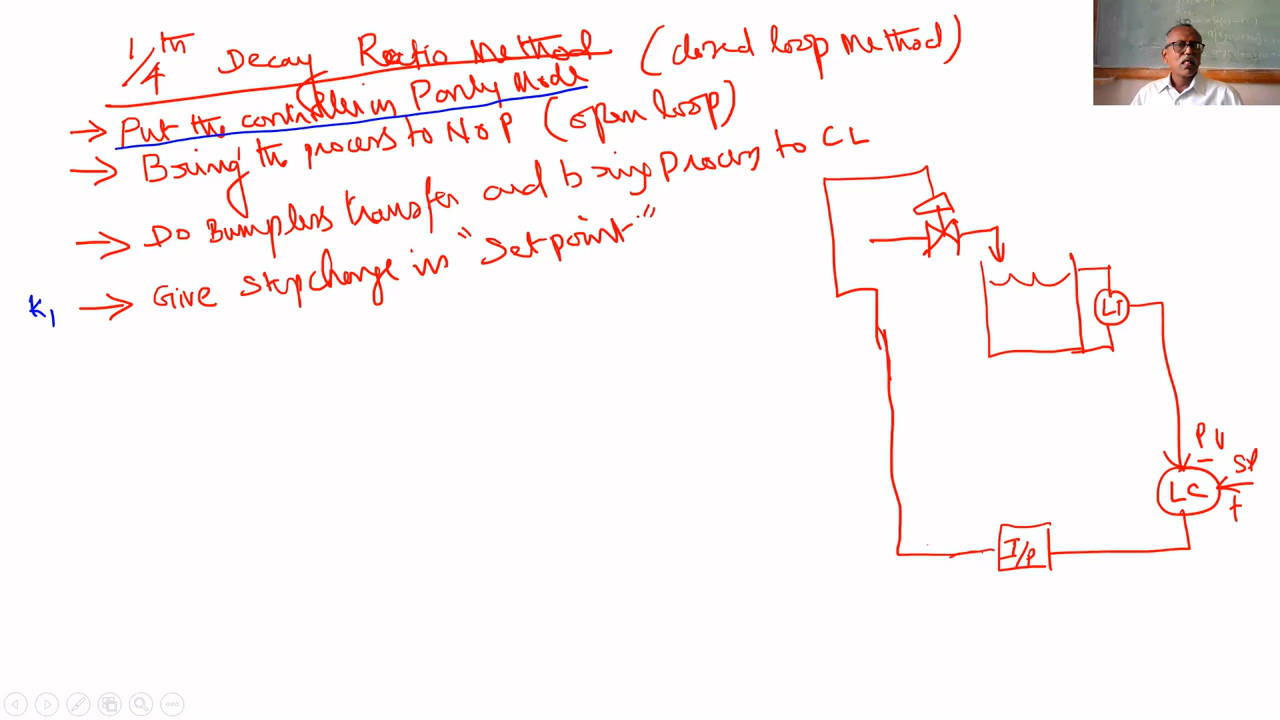 1/4th Decay Ratio Method (closed loop Method)
→ Put the controller in P only Mode
→ Bring the process to NOP (open loop)
→ Do Bumpless transfer and bring Process to CL
K1 → Give step change in "Set point"
LT
PV
SP
LC
+
I/P